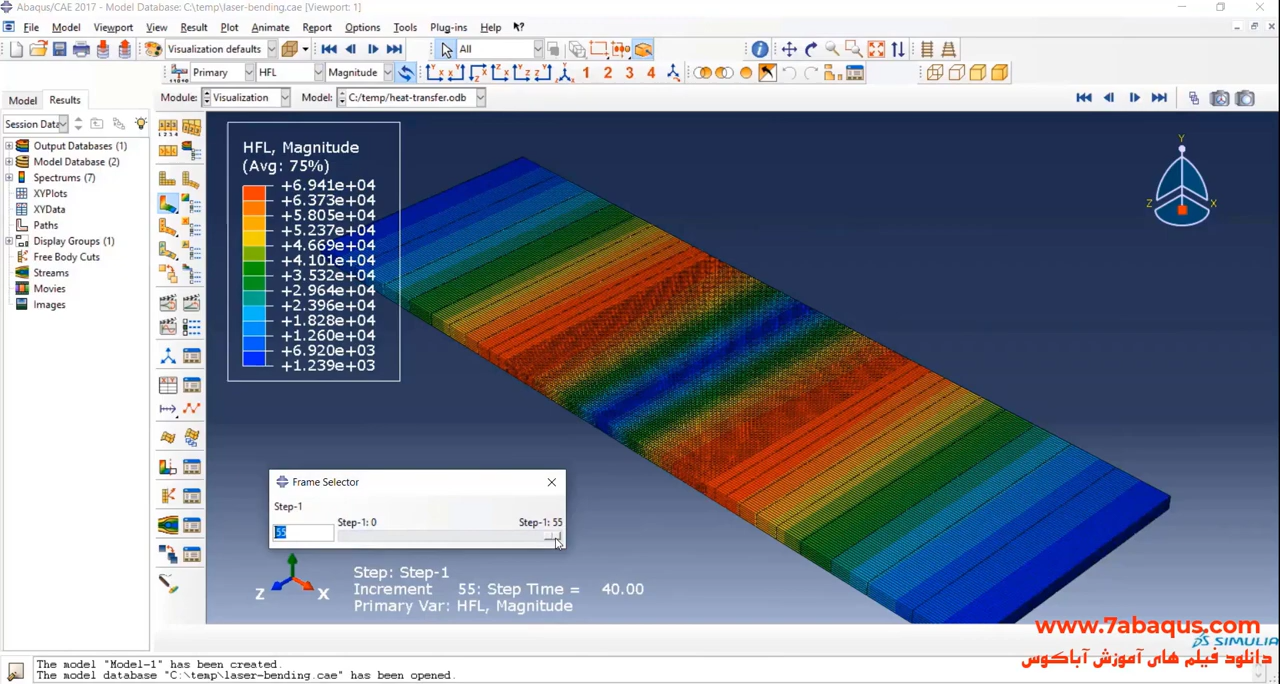 Abaqus/CAE 2017 - Model Database: C:\temp\laser-bending.cae [Viewport: 1]
File Model Viewport View Result Plot Animate Report Options Tools Plug-ins Help
Visualization defaults All
Primary HFL Magnitude 1 2 3 4
Model Results Module: Visualization Model: C:/temp/heat-transfer.odb
Session Data
Output Databases (1)
Model Database (2)
Spectrums (7)
XYPlots
XYData
Paths
Display Groups (1)
Free Body Cuts
Streams
Movies
Images
HFL, Magnitude
(Avg: 75%)
+6.941e+04
+6.373e+04
+5.805e+04
+5.237e+04
+4.669e+04
+4.101e+04
+3.532e+04
+2.964e+04
+2.396e+04
+1.828e+04
+1.260e+04
+6.920e+03
+1.239e+03
Y
Z X
Frame Selector
Step-1
Step-1: 0 Step-1: 55
55
Z X
Step: Step-1
Increment 55: Step Time = 40.00
Primary Var: HFL, Magnitude
www.7abaqus.com
SIMULIA
دانلود فیلم های آموزش آباکوس
The model "Model-1" has been created.
The model database "C:\temp\laser-bending.cae" has been opened.